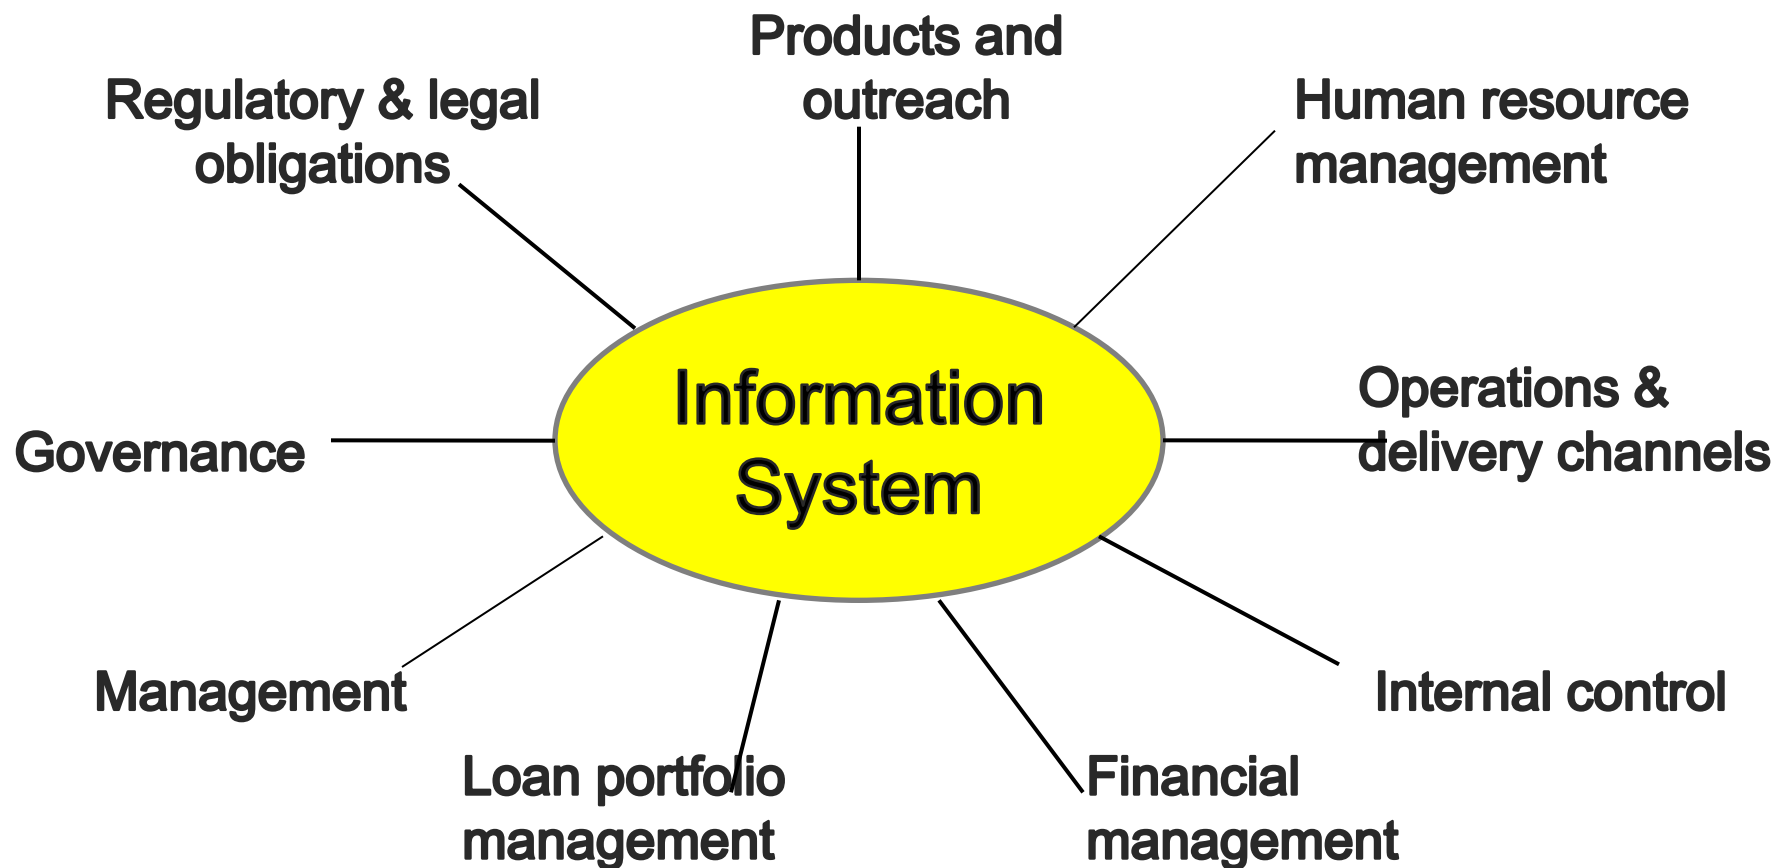 Products and
outreach
Regulatory & legal
obligations
Human resource
management
Information
System
Operations &
delivery channels
Governance
Management
Internal control
Loan portfolio
management
Financial
management